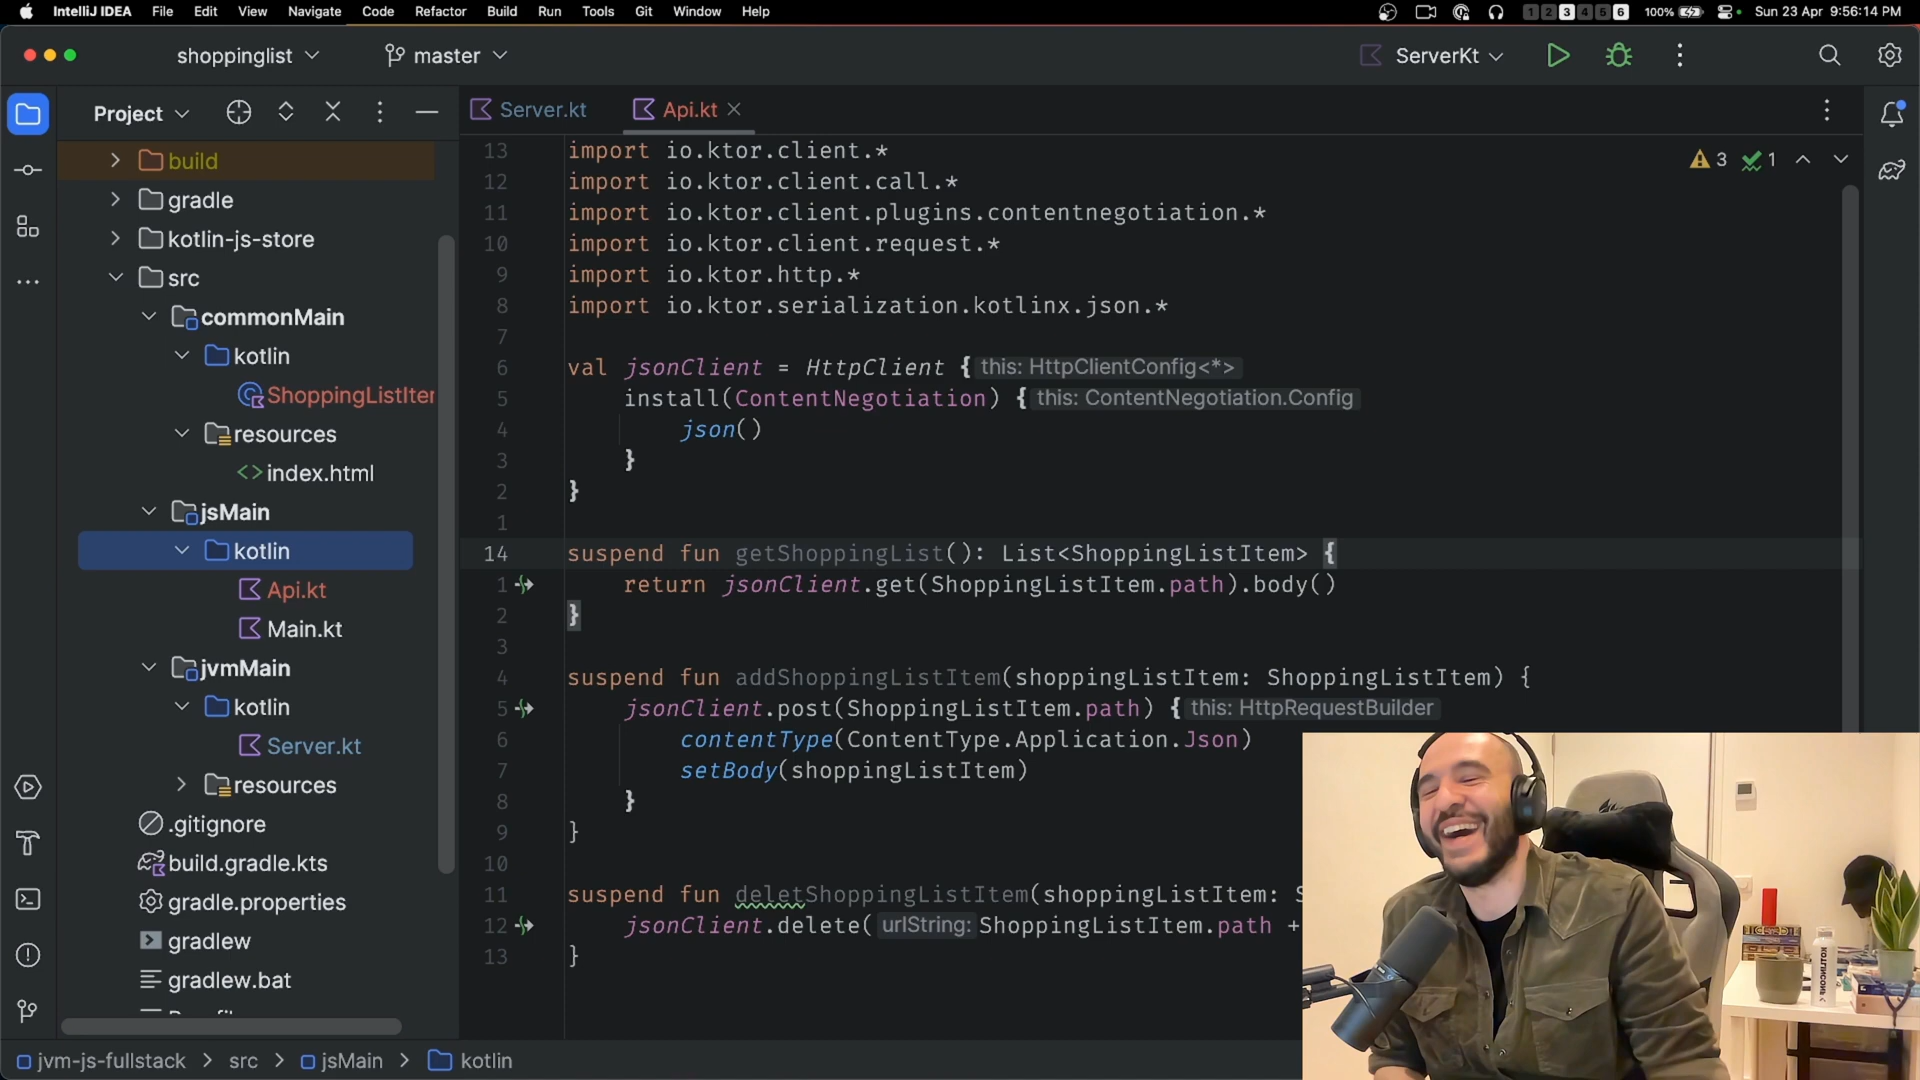 IntelliJ IDEA File Edit View Navigate Code Refactor Build Run Tools Git Window Help 1 2 3 4 5 6 100% Sun 23 Apr 9:56:14 PM
shoppinglist master ServerKt
Project Server.kt Api.kt
3 1
build
gradle
kotlin-js-store
src
commonMain
kotlin
ShoppingListIter
resources
index.html
jsMain
kotlin
Api.kt
Main.kt
jvmMain
kotlin
Server.kt
resources
.gitignore
build.gradle.kts
gradle.properties
gradlew
gradlew.bat
13 import io.ktor.client.*
12 import io.ktor.client.call.*
11 import io.ktor.client.plugins.contentnegotiation.*
10 import io.ktor.client.request.*
9 import io.ktor.http.*
8 import io.ktor.serialization.kotlinx.json.*
7
6 val jsonClient = HttpClient { this: HttpClientConfig<*>
5 install(ContentNegotiation) { this: ContentNegotiation.Config
4 json()
3 }
2 }
1
14 suspend fun getShoppingList(): List<ShoppingListItem> {
1 return jsonClient.get(ShoppingListItem.path).body()
2 }
3
4 suspend fun addShoppingListItem(shoppingListItem: ShoppingListItem) {
5 jsonClient.post(ShoppingListItem.path) { this: HttpRequestBuilder
6 contentType(ContentType.Application.Json)
7 setBody(shoppingListItem)
8 }
9 }
10
11 suspend fun deletShoppingListItem(shoppingListItem: S
12 jsonClient.delete( urlString: ShoppingListItem.path +
13 }
KOTLINCONF
jvm-js-fullstack > src > jsMain > kotlin